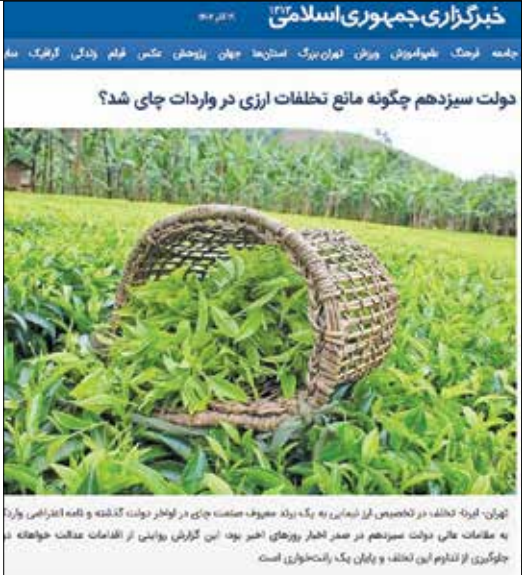 خبرگزاری جمهوری اسلامی ۱۳۱۳
جامعه فرهنگ علم‌وآموزش ورزش تهران‌بزرگ استان‌ها جهان پژوهش عکس فیلم زندگی گرافیک
دولت سیزدهم چگونه مانع تخلفات ارزی در واردات چای شد؟
تهران- ایرنا- تخلف در تخصیص ارز نیمایی به یک برند معروف صنعت چای در اواخر دولت گذشته و نامه اعتراضی
به مقامات عالی دولت سیزدهم در صدر اخبار روزهای اخیر بود؛ این گزارش روایتی از اقدامات عدالت خواهانه
جلوگیری از تداوم این تخلف و پایان یک رانت‌خواری است.